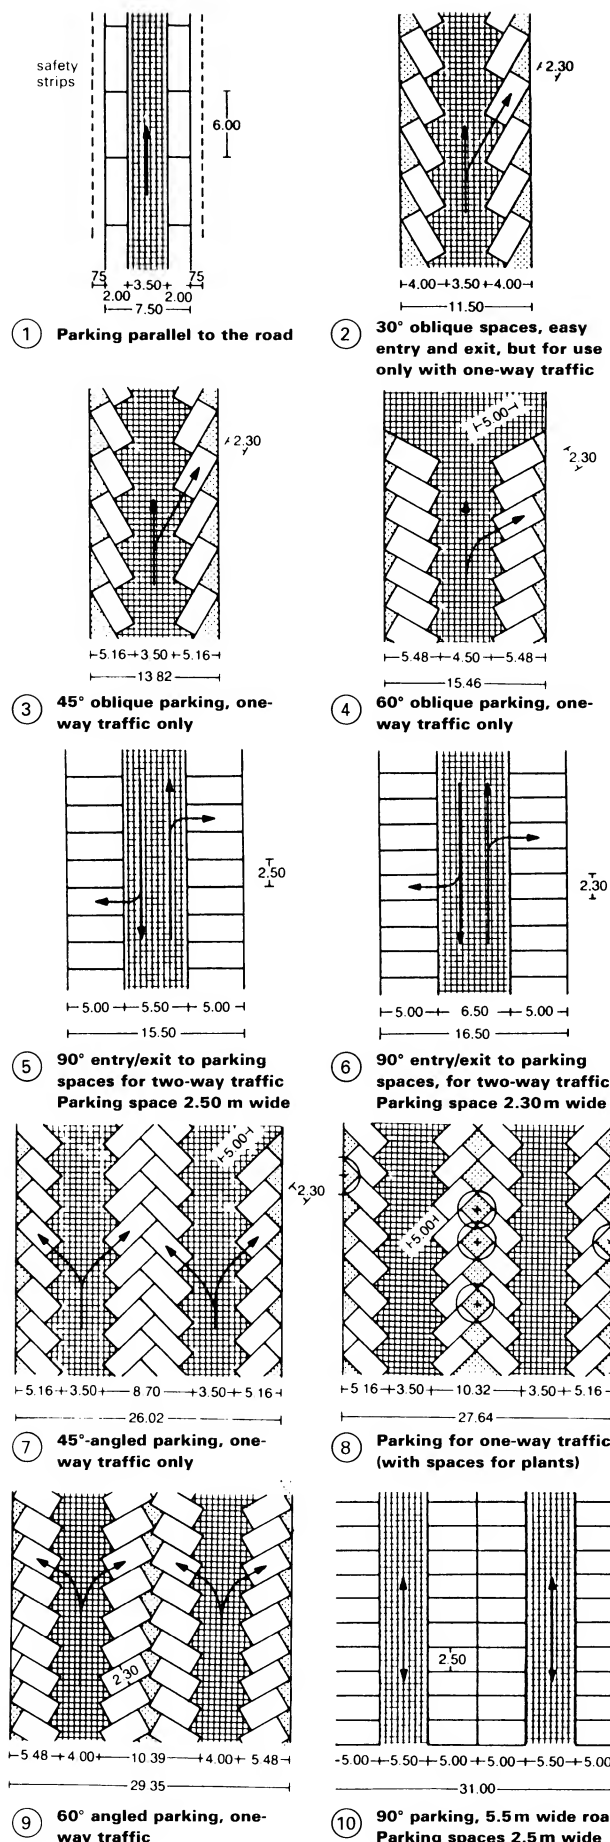 safety
strips
6.00
75 3.50 75
2.00 2.00
7.50
1 Parking parallel to the road
2.30
4.00 3.50 4.00
11.50
2 30° oblique spaces, easy
entry and exit, but for use
only with one-way traffic
2.30
5.16 3 50 5.16
13 82
3 45° oblique parking, one-
way traffic only
5.00
2.30
5.48 4.50 5.48
15.46
4 60° oblique parking, one-
way traffic only
2.50
5.00 5.50 5.00
15.50
5 90° entry/exit to parking
spaces for two-way traffic
Parking space 2.50 m wide
2.30
5.00 6.50 5.00
16.50
6 90° entry/exit to parking
spaces, for two-way traffic
Parking space 2.30m wide
5.00
2.30
5.16 3.50 8 70 3.50 5 16
26.02
7 45°-angled parking, one-
way traffic only
5.00
5 16 3.50 10.32 3.50 5.16
27.64
8 Parking for one-way traffic
(with spaces for plants)
2 30
5 48 4 00 10 39 4 00 5 48
29 35
9 60° angled parking, one-
way traffic
2.50
5.00 5.50 5.00 5.00 5.50 5.00
31.00
10 90° parking, 5.5m wide roa
Parking spaces 2.5m wide